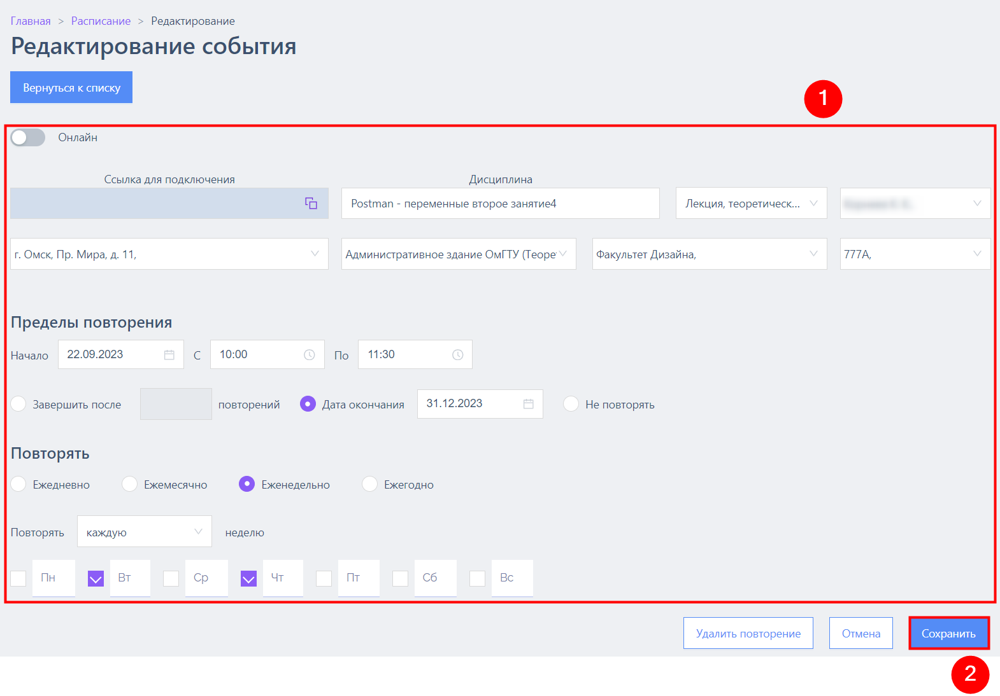 Главная > Расписание > Редактирование
Редактирование события
Вернуться к списку
1
Онлайн
Ссылка для подключения Дисциплина
Postman - переменные второе занятие4 Лекция, теоретическ...
г. Омск, Пр. Мира, д. 11, Административное здание ОмГТУ (Теоре Факультет Дизайна, 777А,
Пределы повторения
Начало 22.09.2023 С 10:00 По 11:30
Завершить после повторений Дата окончания 31.12.2023 Не повторять
Повторять
Ежедневно Ежемесячно Еженедельно Ежегодно
Повторять каждую неделю
Пн Вт Ср Чт Пт Сб Вс
Удалить повторение Отмена Сохранить
2